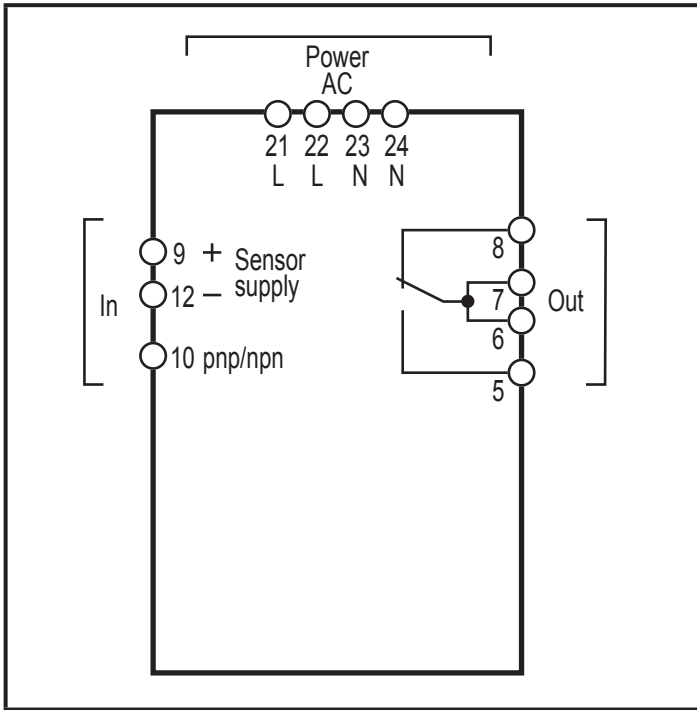 Power
AC
21 22 23 24
L L N N
In
9 + Sensor
supply
12 –
10 pnp/npn
8
7
6
5
Out